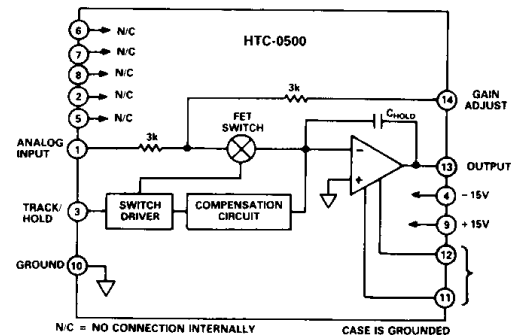 HTC-0500
6 N/C
7 N/C
8 N/C
2 N/C
5 N/C
3k
14 GAIN ADJUST
FET SWITCH
CHOLD
ANALOG INPUT 1
3k
−
+
13 OUTPUT
4 −15V
9 +15V
TRACK/HOLD 3
SWITCH DRIVER
COMPENSATION CIRCUIT
12
GROUND 10
11
N/C = NO CONNECTION INTERNALLY
CASE IS GROUNDED